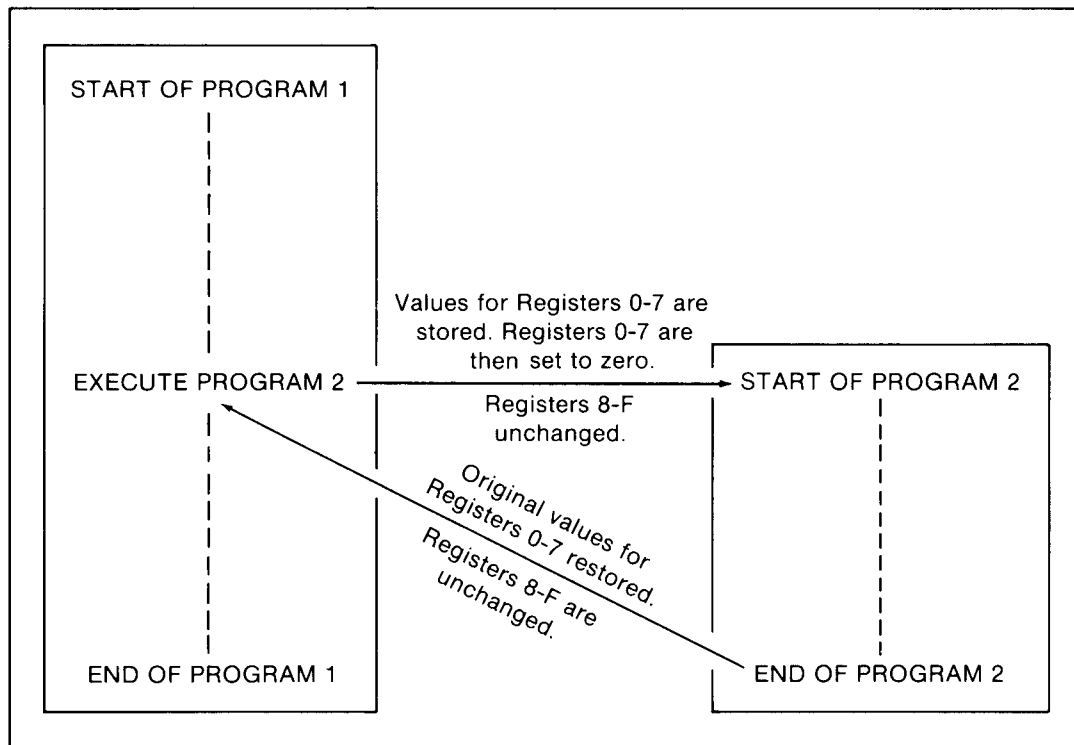 START OF PROGRAM 1
Values for Registers 0-7 are
stored. Registers 0-7 are
then set to zero.
EXECUTE PROGRAM 2
START OF PROGRAM 2
Registers 8-F
unchanged.
Original values for
Registers 0-7 restored.
Registers 8-F are
unchanged.
END OF PROGRAM 1
END OF PROGRAM 2